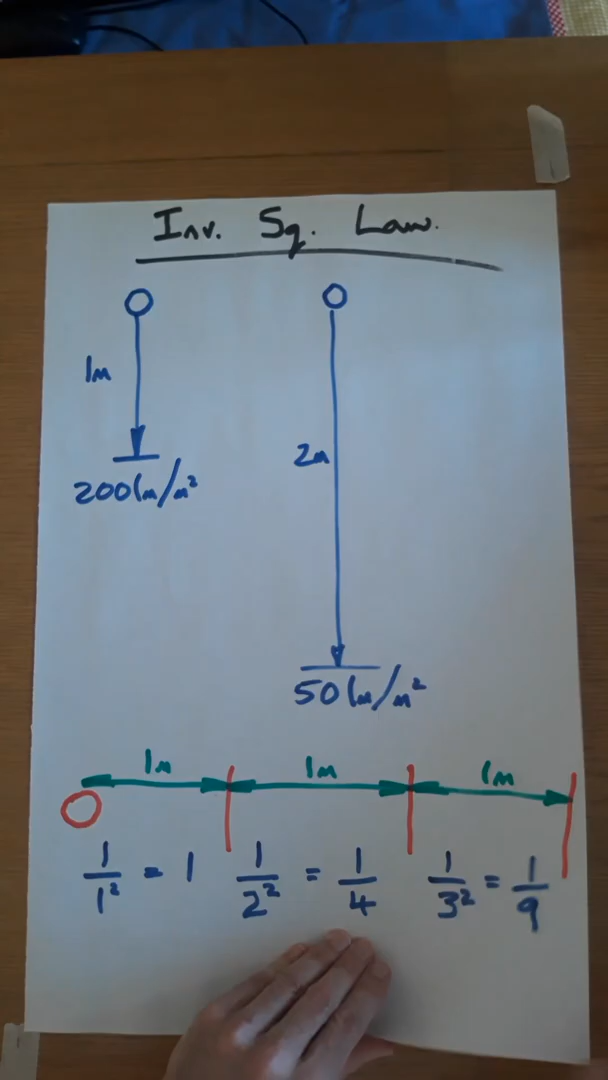 Inv. Sq. Law.
1m
200lm/m²
2m
50lm/m²
1m 1m 1m
1/1² = 1 1/2² = 1/4 1/3² = 1/9